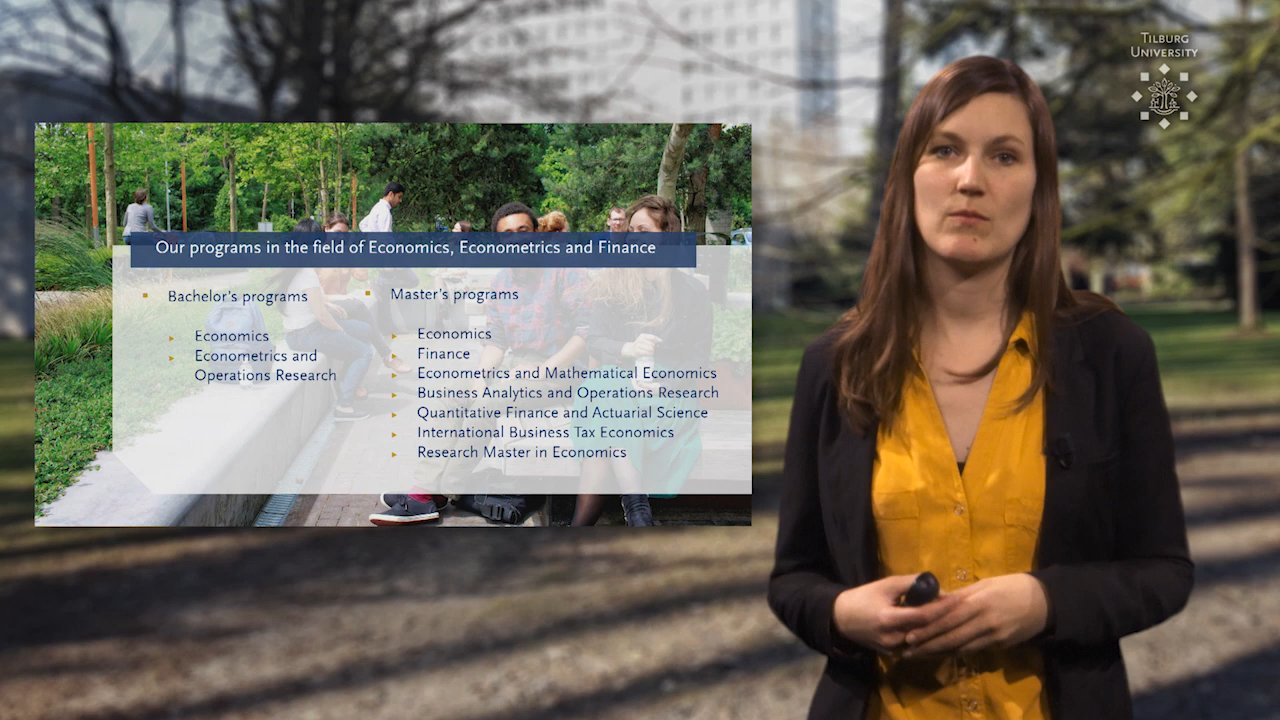 TILBURG
UNIVERSITY
Our programs in the field of Economics, Econometrics and Finance
Bachelor's programs
Economics
Econometrics and
Operations Research
Master's programs
Economics
Finance
Econometrics and Mathematical Economics
Business Analytics and Operations Research
Quantitative Finance and Actuarial Science
International Business Tax Economics
Research Master in Economics